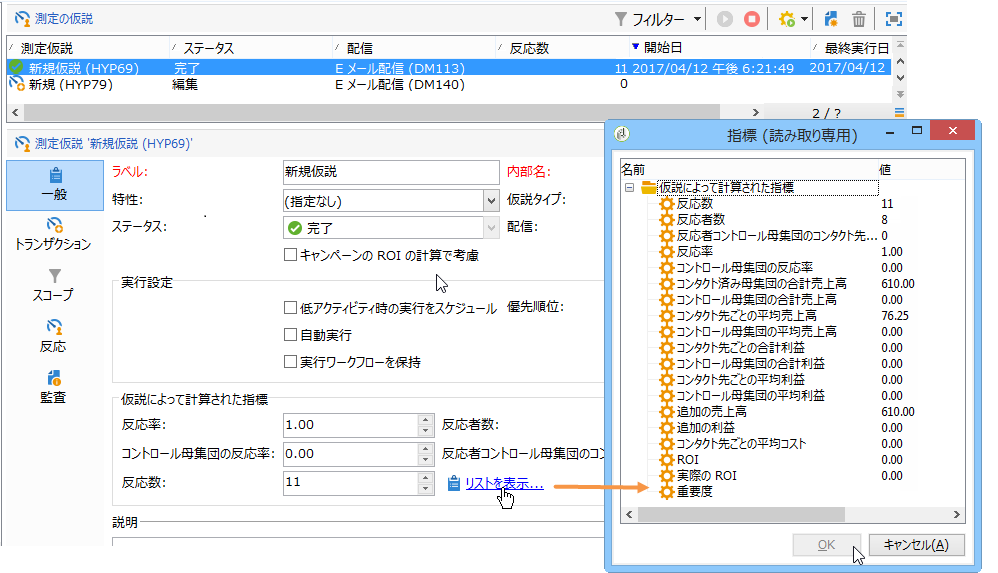 測定の仮説
フィルター
測定仮説 ステータス 配信 反応数 開始日 最終実行日
新規仮説 (HYP69) 完了 E メール配信 (DM113) 11 2017/04/12 午後 6:21:49 2017/04/12
新規 (HYP79) 編集 E メール配信 (DM140) 0
2 / ?
測定仮説 '新規仮説 (HYP69)'
一般
トランザクション
スコープ
反応
監査
ラベル: 新規仮説 内部名:
特性: (指定なし) 仮説タイプ:
ステータス: 完了 配信:
キャンペーンの ROI の計算で考慮
実行設定
低アクティビティ時の実行をスケジュール 優先順位:
自動実行
実行ワークフローを保持
仮説によって計算された指標
反応率: 1.00 反応者数:
コントロール母集団の反応率: 0.00 反応者コントロール母集団のコン
反応数: 11 リストを表示...
説明
指標 (読み取り専用)
名前 値
仮説によって計算された指標
反応数 11
反応者数 8
反応者コントロール母集団のコンタクト先... 0
反応率 1.00
コントロール母集団の反応率 0.00
コンタクト済み母集団の合計売上高 610.00
コントロール母集団の合計売上高 0.00
コンタクト先ごとの平均売上高 76.25
コントロール母集団の平均売上高 0.00
コンタクト先ごとの合計利益 0.00
コントロール母集団の合計利益 0.00
コンタクト先ごとの平均利益 0.00
コントロール母集団の平均利益 0.00
追加の売上高 610.00
追加の利益 0.00
コンタクト先ごとの平均コスト 0.00
ROI 0.00
実際の ROI 0.00
重要度
OK キャンセル(A)